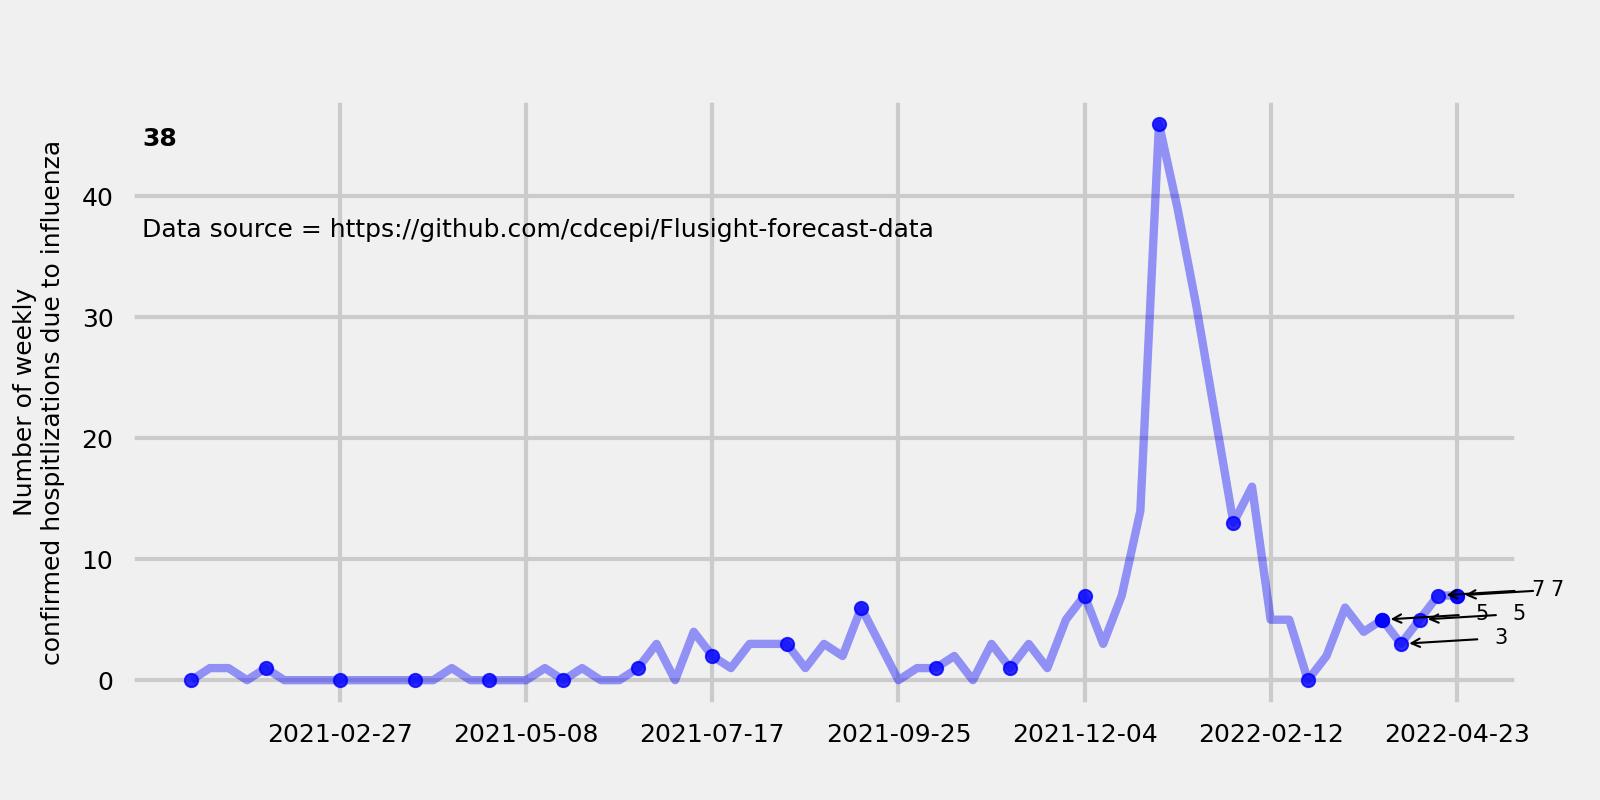 38
Data source = https://github.com/cdcepi/Flusight-forecast-data
Number of weekly
confirmed hospitlizations due to influenza
40
30
20
10
0
7 7
5 5
3
2021-02-27 2021-05-08 2021-07-17 2021-09-25 2021-12-04 2022-02-12 2022-04-23